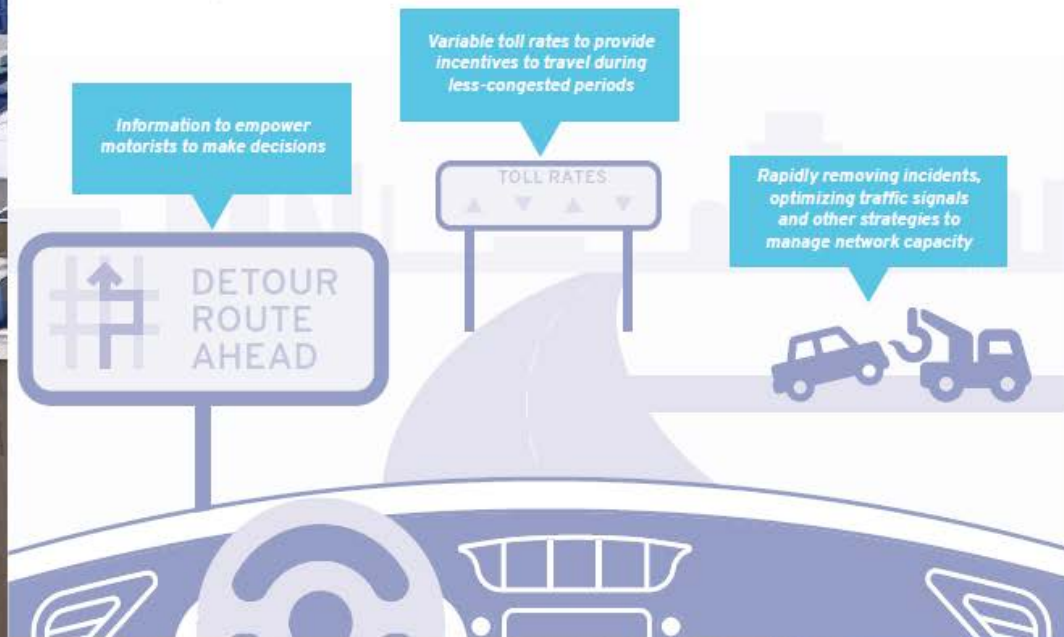 Variable toll rates to provide
incentives to travel during
less-congested periods
Information to empower
motorists to make decisions
TOLL RATES
Rapidly removing incidents,
optimizing traffic signals
and other strategies to
manage network capacity
DETOUR
ROUTE
AHEAD